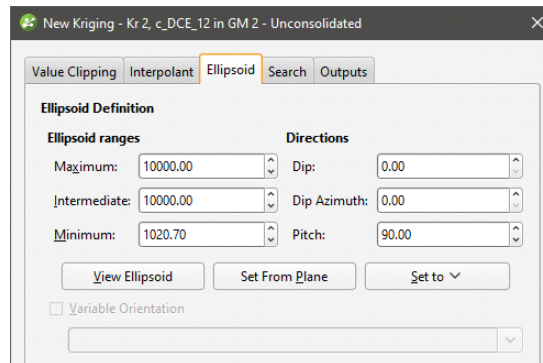 New Kriging - Kr 2, c_DCE_12 in GM 2 - Unconsolidated
Value Clipping Interpolant Ellipsoid Search Outputs
Ellipsoid Definition
Ellipsoid ranges Directions
Maximum: 10000.00 Dip: 0.00
Intermediate: 10000.00 Dip Azimuth: 0.00
Minimum: 1020.70 Pitch: 90.00
View Ellipsoid Set From Plane Set to
Variable Orientation